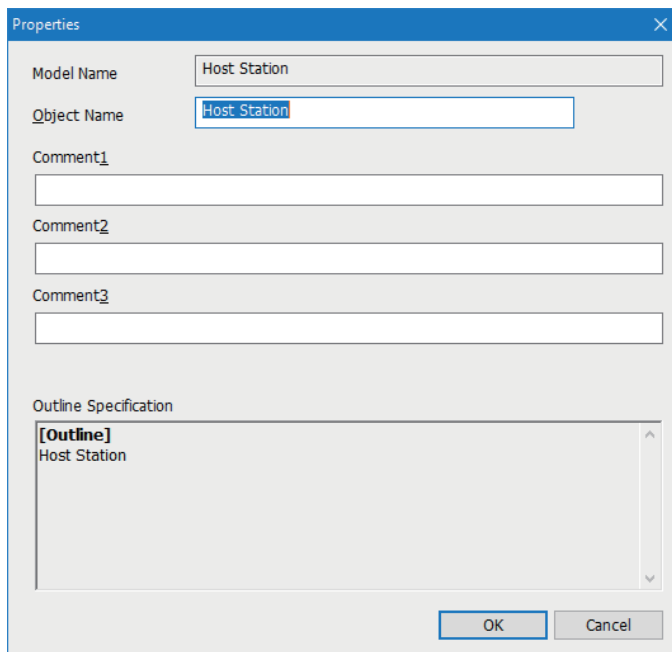 Properties
Model Name Host Station
Object Name Host Station
Comment1
Comment2
Comment3
Outline Specification
[Outline]
Host Station
OK Cancel